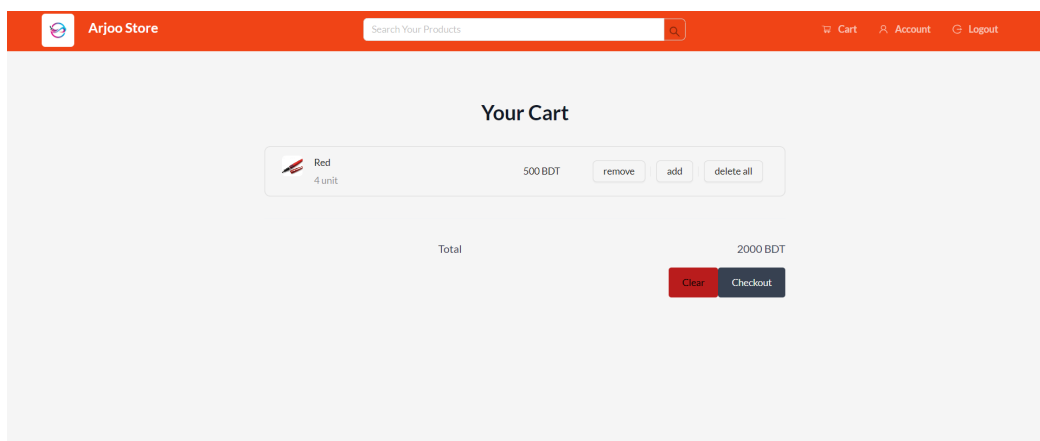 Arjoo Store
Search Your Products
Cart
Account
Logout
Your Cart
Red
4 unit
500 BDT
remove
add
delete all
Total
2000 BDT
Clear
Checkout